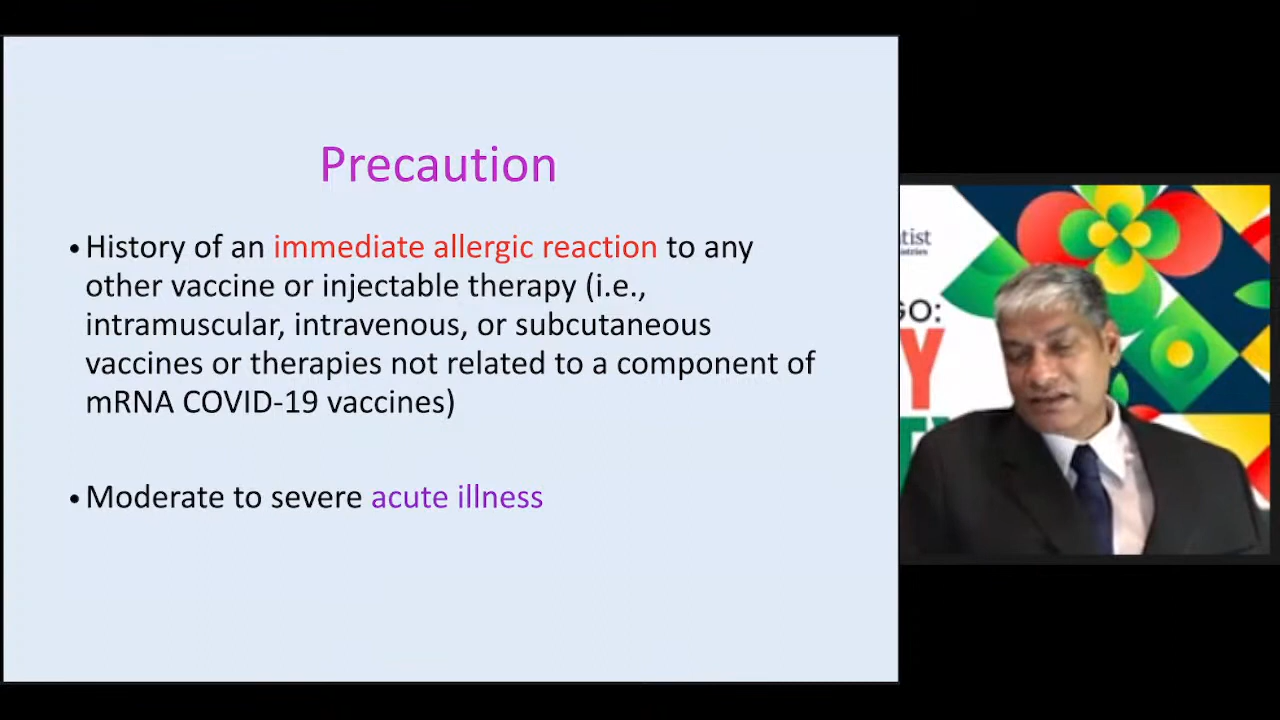 Precaution
• History of an immediate allergic reaction to any
other vaccine or injectable therapy (i.e.,
intramuscular, intravenous, or subcutaneous
vaccines or therapies not related to a component of
mRNA COVID-19 vaccines)
• Moderate to severe acute illness
GO: